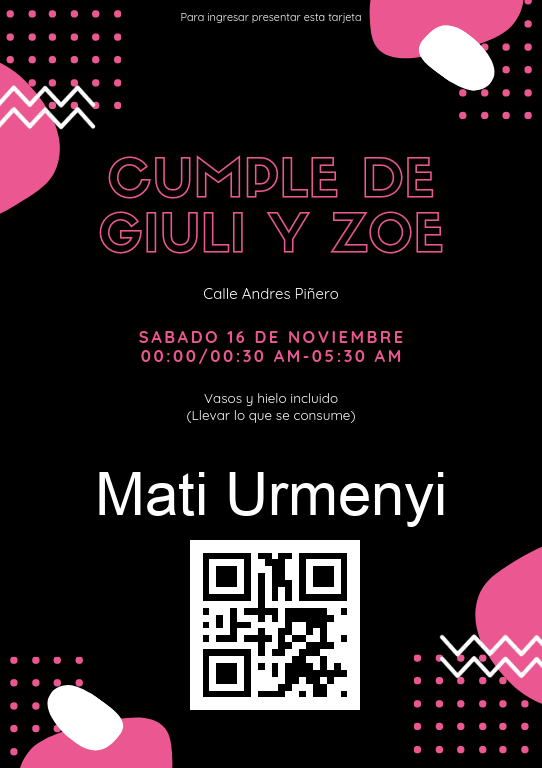 Para ingresar presentar esta tarjeta
CUMPLE DE
GIULI Y ZOE
Calle Andres Piñero
SABADO 16 DE NOVIEMBRE
00:00/00:30 AM-05:30 AM
Vasos y hielo incluido
(Llevar lo que se consume)
Mati Urmenyi